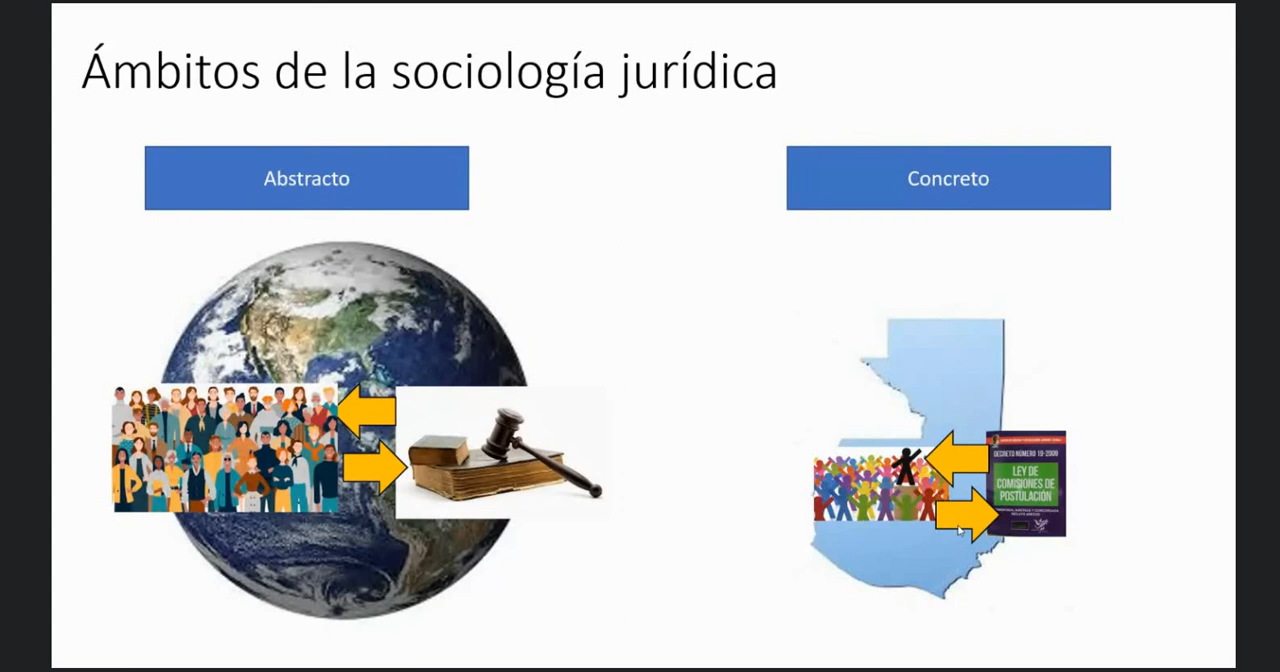 Ámbitos de la sociología jurídica
Abstracto
Concreto
DECRETO NÚMERO 19-2009
LEY DE
COMISIONES DE
POSTULACIÓN